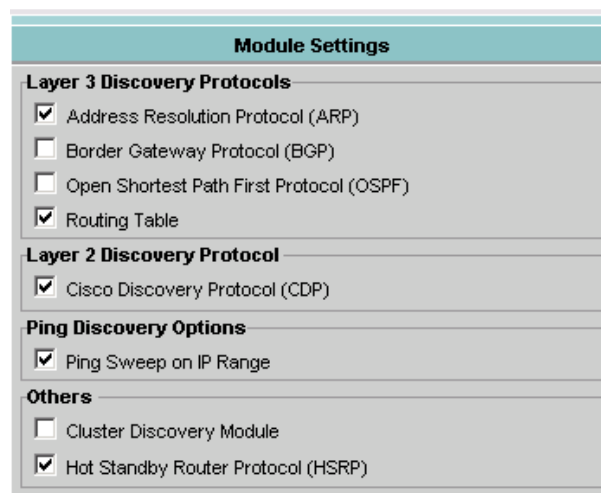 Module Settings
Layer 3 Discovery Protocols
Address Resolution Protocol (ARP)
Border Gateway Protocol (BGP)
Open Shortest Path First Protocol (OSPF)
Routing Table
Layer 2 Discovery Protocol
Cisco Discovery Protocol (CDP)
Ping Discovery Options
Ping Sweep on IP Range
Others
Cluster Discovery Module
Hot Standby Router Protocol (HSRP)